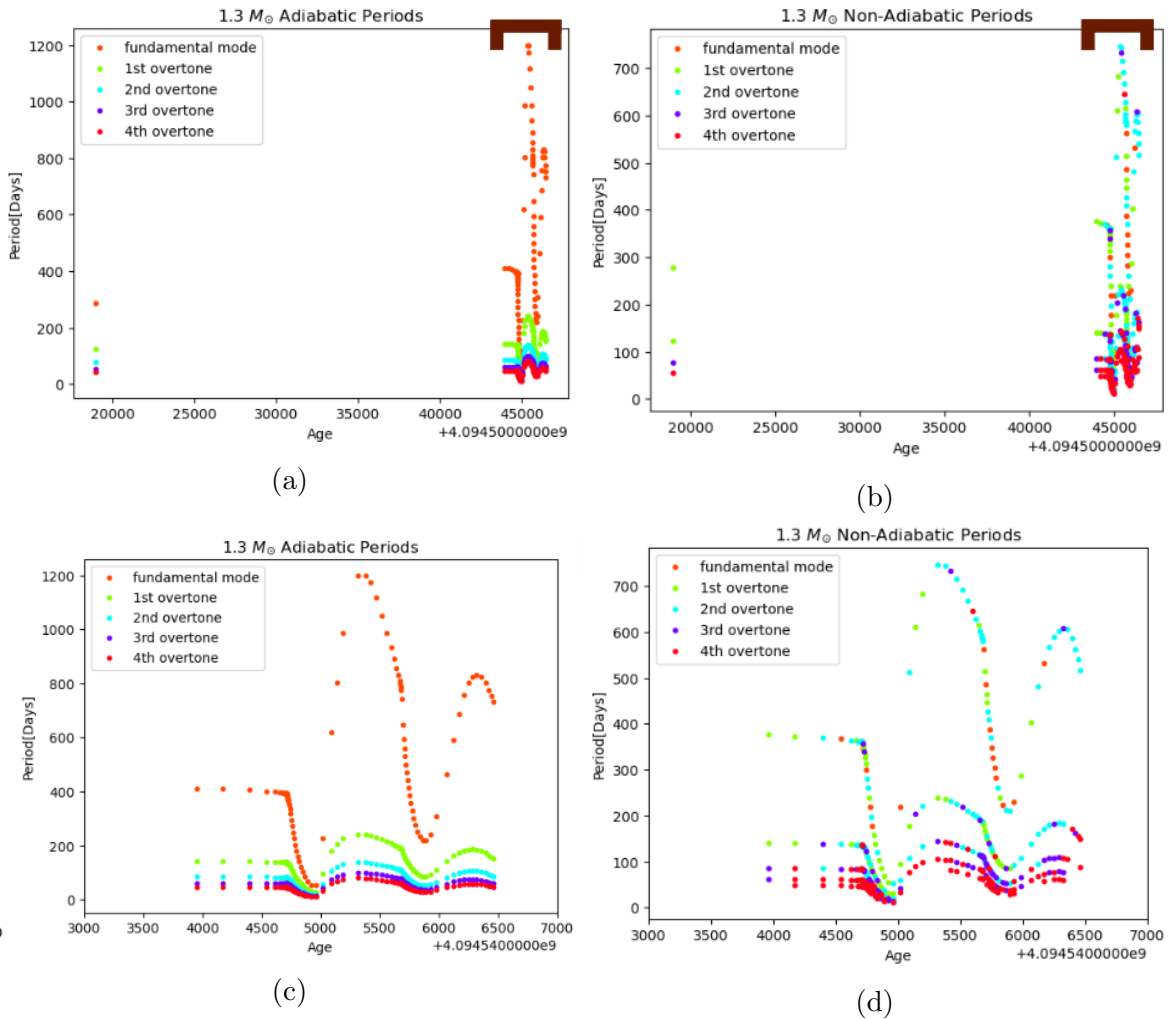 1.3 M⊙ Adiabatic Periods
fundamental mode
1st overtone
2nd overtone
3rd overtone
4th overtone
Period[Days]
1200
1000
800
600
400
200
0
20000 25000 30000 35000 40000 45000
Age
+4.0945000000e9
(a)
1.3 M⊙ Non-Adiabatic Periods
fundamental mode
1st overtone
2nd overtone
3rd overtone
4th overtone
Period[Days]
700
600
500
400
300
200
100
0
20000 25000 30000 35000 40000 45000
Age
+4.0945000000e9
(b)
1.3 M⊙ Adiabatic Periods
fundamental mode
1st overtone
2nd overtone
3rd overtone
4th overtone
Period[Days]
1200
1000
800
600
400
200
0
3000 3500 4000 4500 5000 5500 6000 6500 7000
Age
+4.0945400000e9
(c)
1.3 M⊙ Non-Adiabatic Periods
fundamental mode
1st overtone
2nd overtone
3rd overtone
4th overtone
Period[Days]
700
600
500
400
300
200
100
0
3000 3500 4000 4500 5000 5500 6000 6500 7000
Age
+4.0945400000e9
(d)